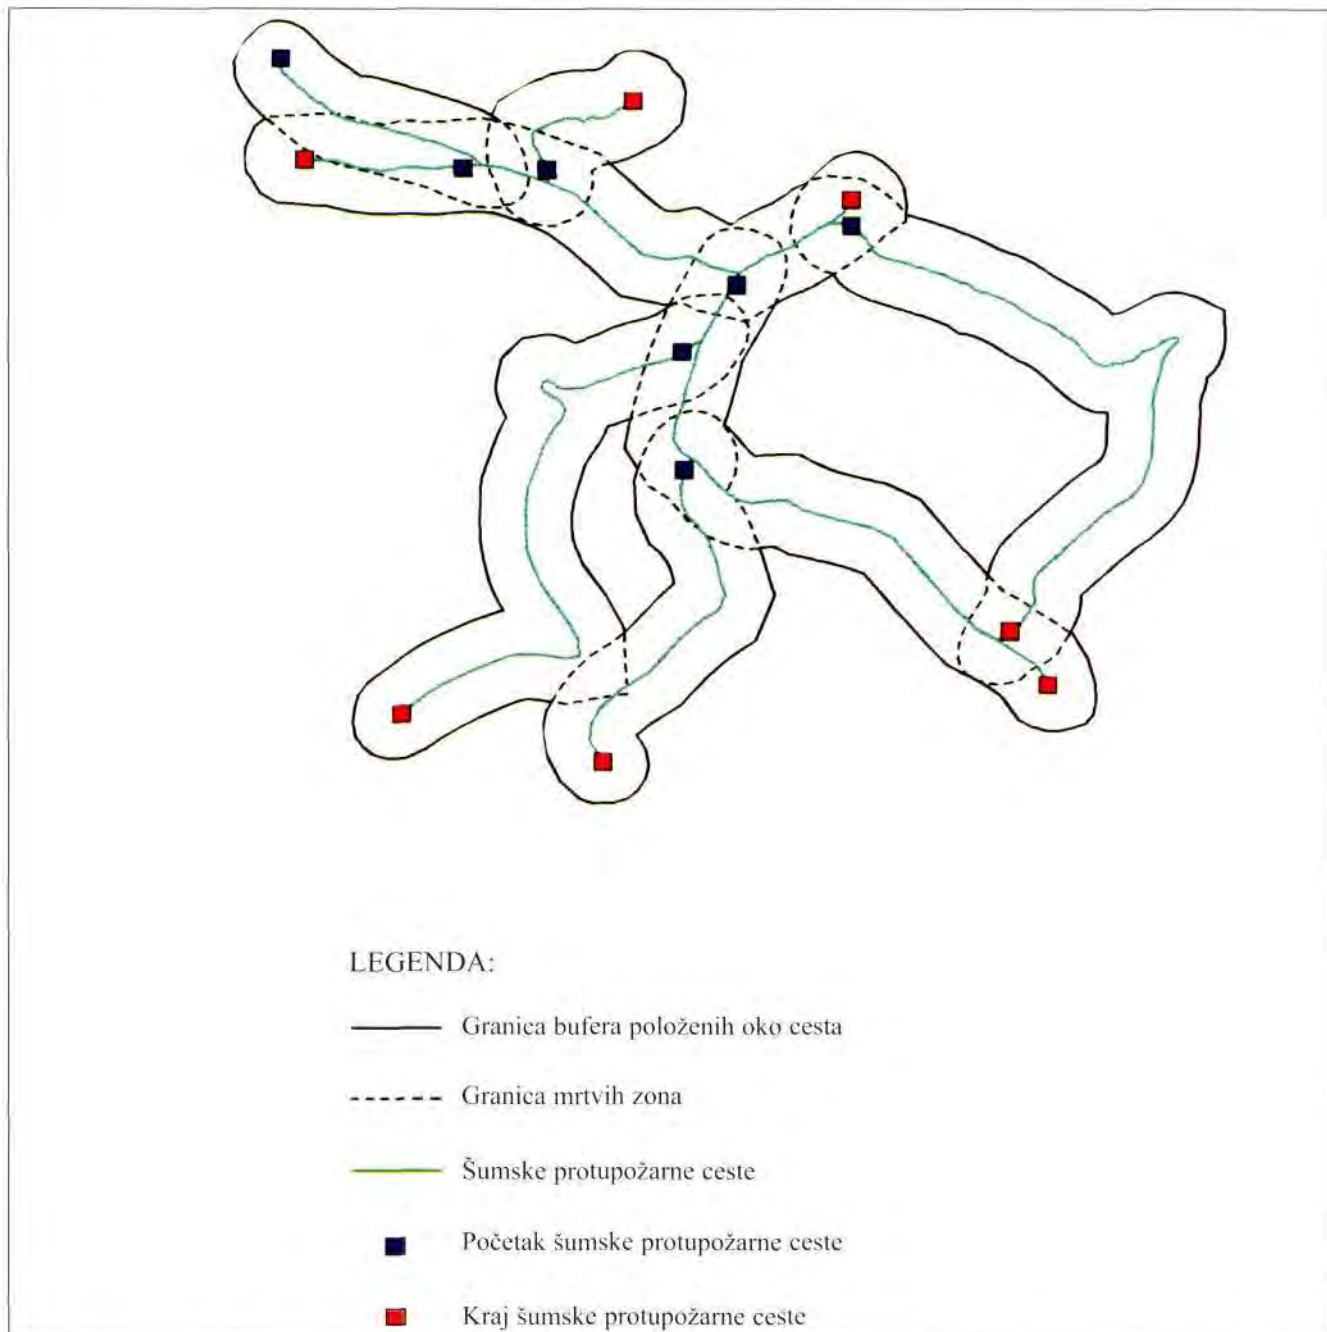 LEGENDA:
Granica bufera položenih oko cesta
Granica mrtvih zona
Šumske protupožarne ceste
Početak šumske protupožarne ceste
Kraj šumske protupožarne ceste